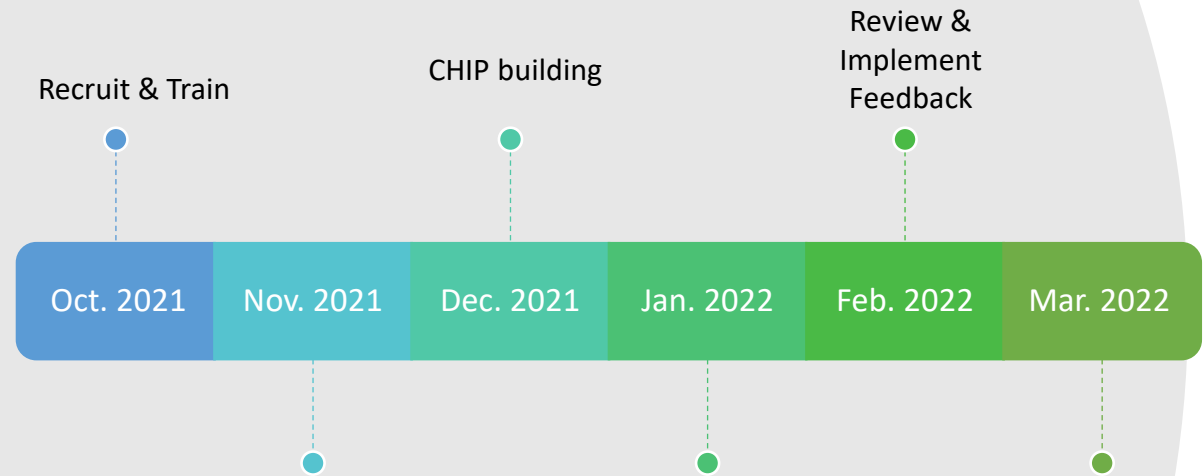 Review &
Implement
Feedback
CHIP building
Recruit & Train
Oct. 2021
Nov. 2021
Dec. 2021
Jan. 2022
Feb. 2022
Mar. 2022